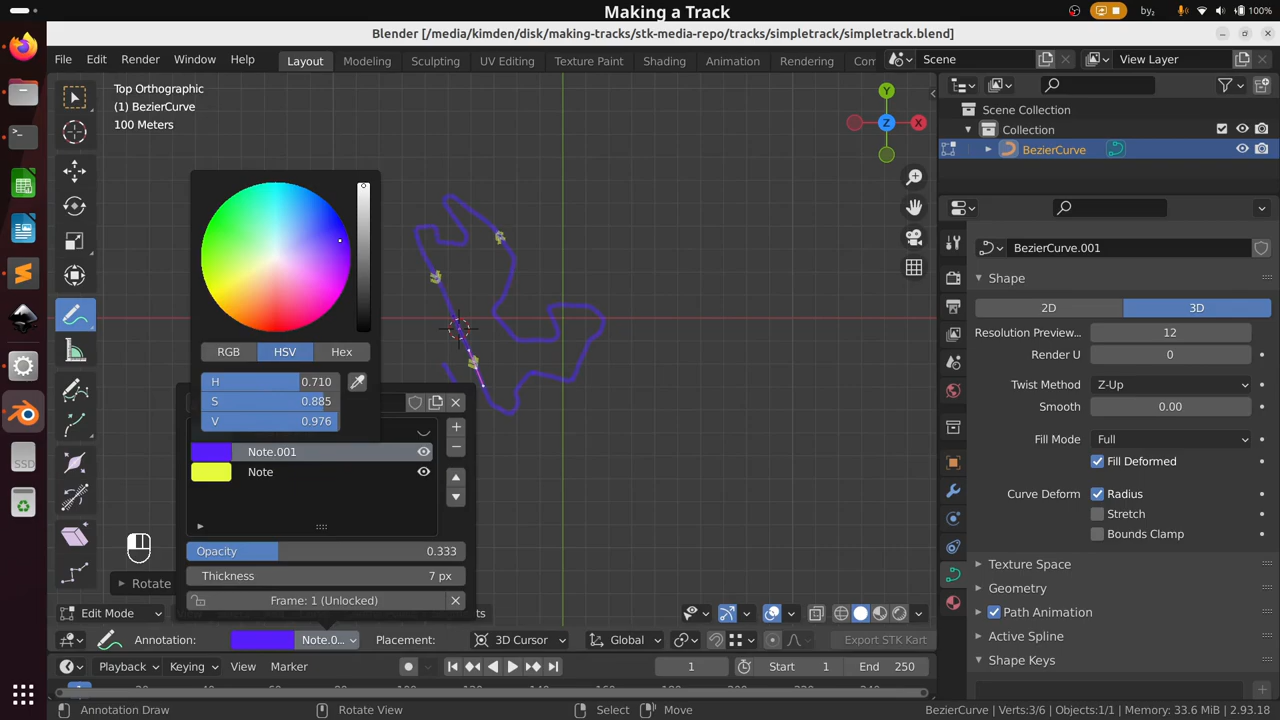 Making a Track
by₂
100%
Blender [/media/kimden/disk/making-tracks/stk-media-repo/tracks/simpletrack/simpletrack.blend]
File Edit Render Window Help
Layout Modeling Sculpting UV Editing Texture Paint Shading Animation Rendering Com
Scene
View Layer
Top Orthographic
(1) BezierCurve
100 Meters
Y
Z
X
Scene Collection
Collection
BezierCurve
BezierCurve.001
Shape
2D 3D
Resolution Preview... 12
Render U 0
Twist Method Z-Up
Smooth 0.00
Fill Mode Full
Fill Deformed
Curve Deform Radius
Stretch
Bounds Clamp
Texture Space
Geometry
Path Animation
Active Spline
Shape Keys
RGB HSV Hex
H 0.710
S 0.885
V 0.976
Note.001
Note
Opacity 0.333
Thickness 7 px
Frame: 1 (Unlocked)
Rotate
SSD
Edit Mode
ts
Annotation: Note.0... Placement: 3D Cursor Global Export STK Kart
Playback Keying View Marker 1 Start 1 End 250
Annotation Draw Rotate View Select Move BezierCurve | Verts:3/6 | Objects:1/1 | Memory: 33.6 MiB | 2.93.18